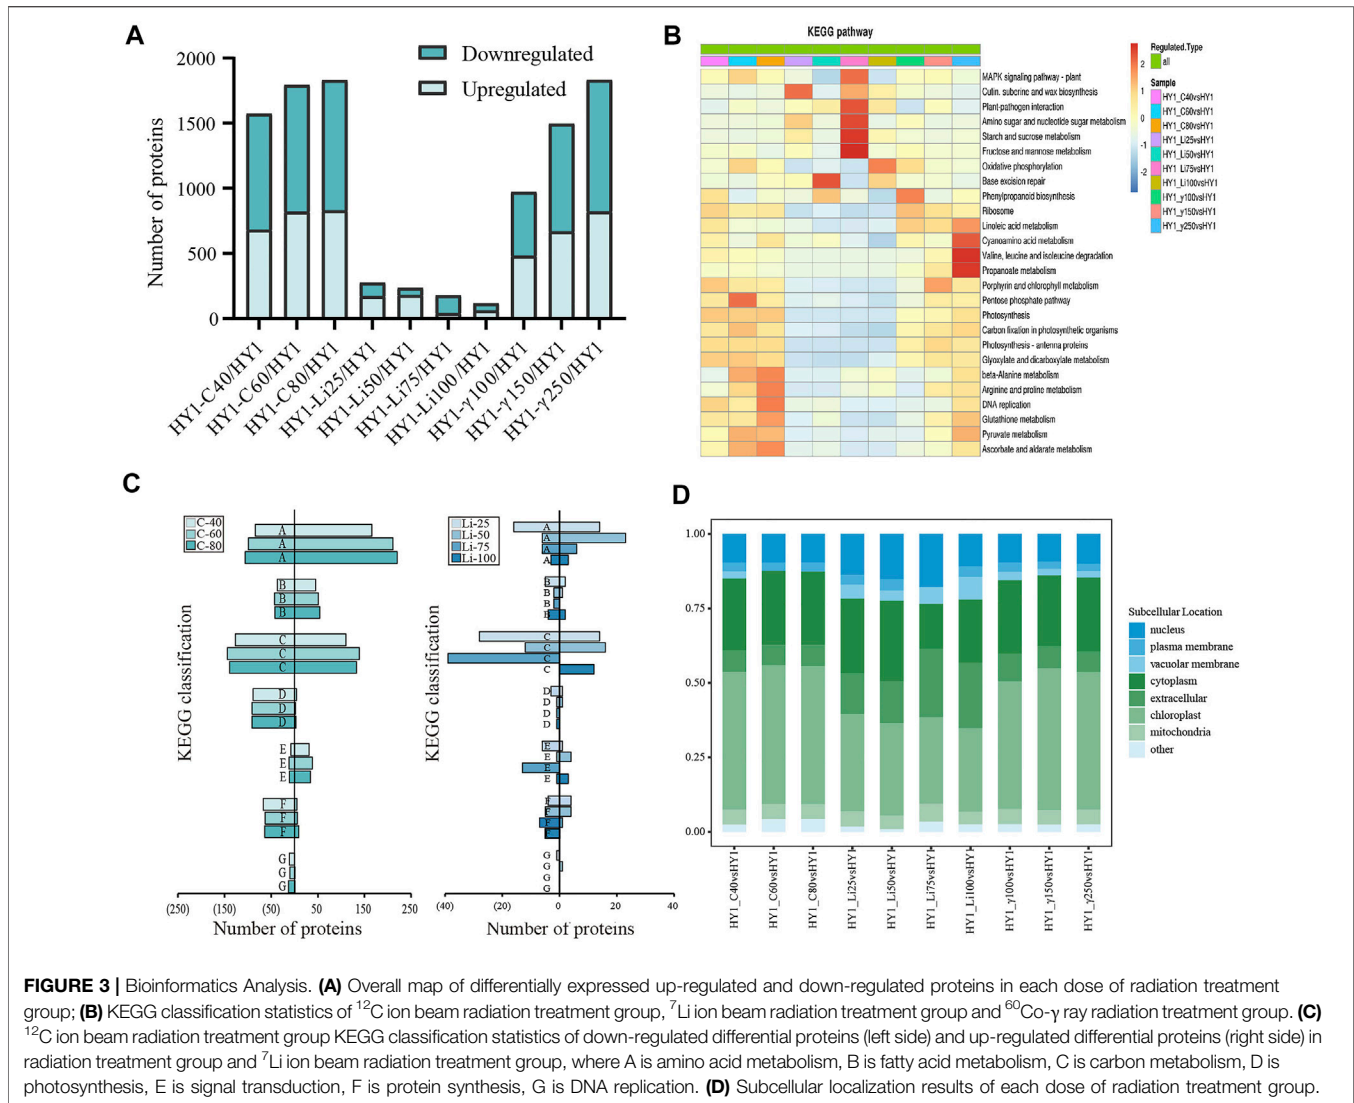 A
Downregulated
Upregulated
2000
1500
1000
500
0
Number of proteins
HY1-C40/HY1
HY1-C60/HY1
HY1-C80/HY1
HY1-Li25/HY1
HY1-Li50/HY1
HY1-Li75/HY1
HY1-Li100/HY1
HY1-γ100/HY1
HY1-γ150/HY1
HY1-γ250/HY1
B
KEGG pathway
MAPK signaling pathway - plant
Cutin, suberine and wax biosynthesis
Plant-pathogen interaction
Amino sugar and nucleotide sugar metabolism
Starch and sucrose metabolism
Fructose and mannose metabolism
Oxidative phosphorylation
Base excision repair
Phenylpropanoid biosynthesis
Ribosome
Linoleic acid metabolism
Cyanoamino acid metabolism
Valine, leucine and isoleucine degradation
Propanoate metabolism
Porphyrin and chlorophyll metabolism
Pentose phosphate pathway
Photosynthesis
Carbon fixation in photosynthetic organisms
Photosynthesis - antenna proteins
Glyoxylate and dicarboxylate metabolism
beta-Alanine metabolism
Arginine and proline metabolism
DNA replication
Glutathione metabolism
Pyruvate metabolism
Ascorbate and aldarate metabolism
2
1
0
-1
-2
Regulated.Type
all
Sample
HY1_C40vsHY1
HY1_C60vsHY1
HY1_C80vsHY1
HY1_Li25vsHY1
HY1_Li50vsHY1
HY1_Li75vsHY1
HY1_Li100vsHY1
HY1_γ100vsHY1
HY1_γ150vsHY1
HY1_γ250vsHY1
C
C-40
C-60
C-80
KEGG classification
A
A
A
B
B
B
C
C
C
D
D
D
E
E
E
F
F
F
G
G
G
(250) (150) (50) 50 150 250
Number of proteins
Li-25
Li-50
Li-75
Li-100
KEGG classification
A
A
A
A
B
B
B
B
C
C
C
C
D
D
D
D
E
E
E
E
F
F
F
F
G
G
G
G
(40) (20) 0 20 40
Number of proteins
D
1.00
0.75
0.50
0.25
0.00
HY1_C40vsHY1
HY1_C60vsHY1
HY1_C80vsHY1
HY1_Li25vsHY1
HY1_Li50vsHY1
HY1_Li75vsHY1
HY1_Li100vsHY1
HY1_γ100vsHY1
HY1_γ150vsHY1
HY1_γ250vsHY1
Subcellular Location
nucleus
plasma membrane
vacuolar membrane
cytoplasm
extracellular
chloroplast
mitochondria
other
FIGURE 3 | Bioinformatics Analysis. (A) Overall map of differentially expressed up-regulated and down-regulated proteins in each dose of radiation treatment
group; (B) KEGG classification statistics of ¹²C ion beam radiation treatment group, ⁷Li ion beam radiation treatment group and ⁶⁰Co-γ ray radiation treatment group. (C)
¹²C ion beam radiation treatment group KEGG classification statistics of down-regulated differential proteins (left side) and up-regulated differential proteins (right side) in
radiation treatment group and ⁷Li ion beam radiation treatment group, where A is amino acid metabolism, B is fatty acid metabolism, C is carbon metabolism, D is
photosynthesis, E is signal transduction, F is protein synthesis, G is DNA replication. (D) Subcellular localization results of each dose of radiation treatment group.